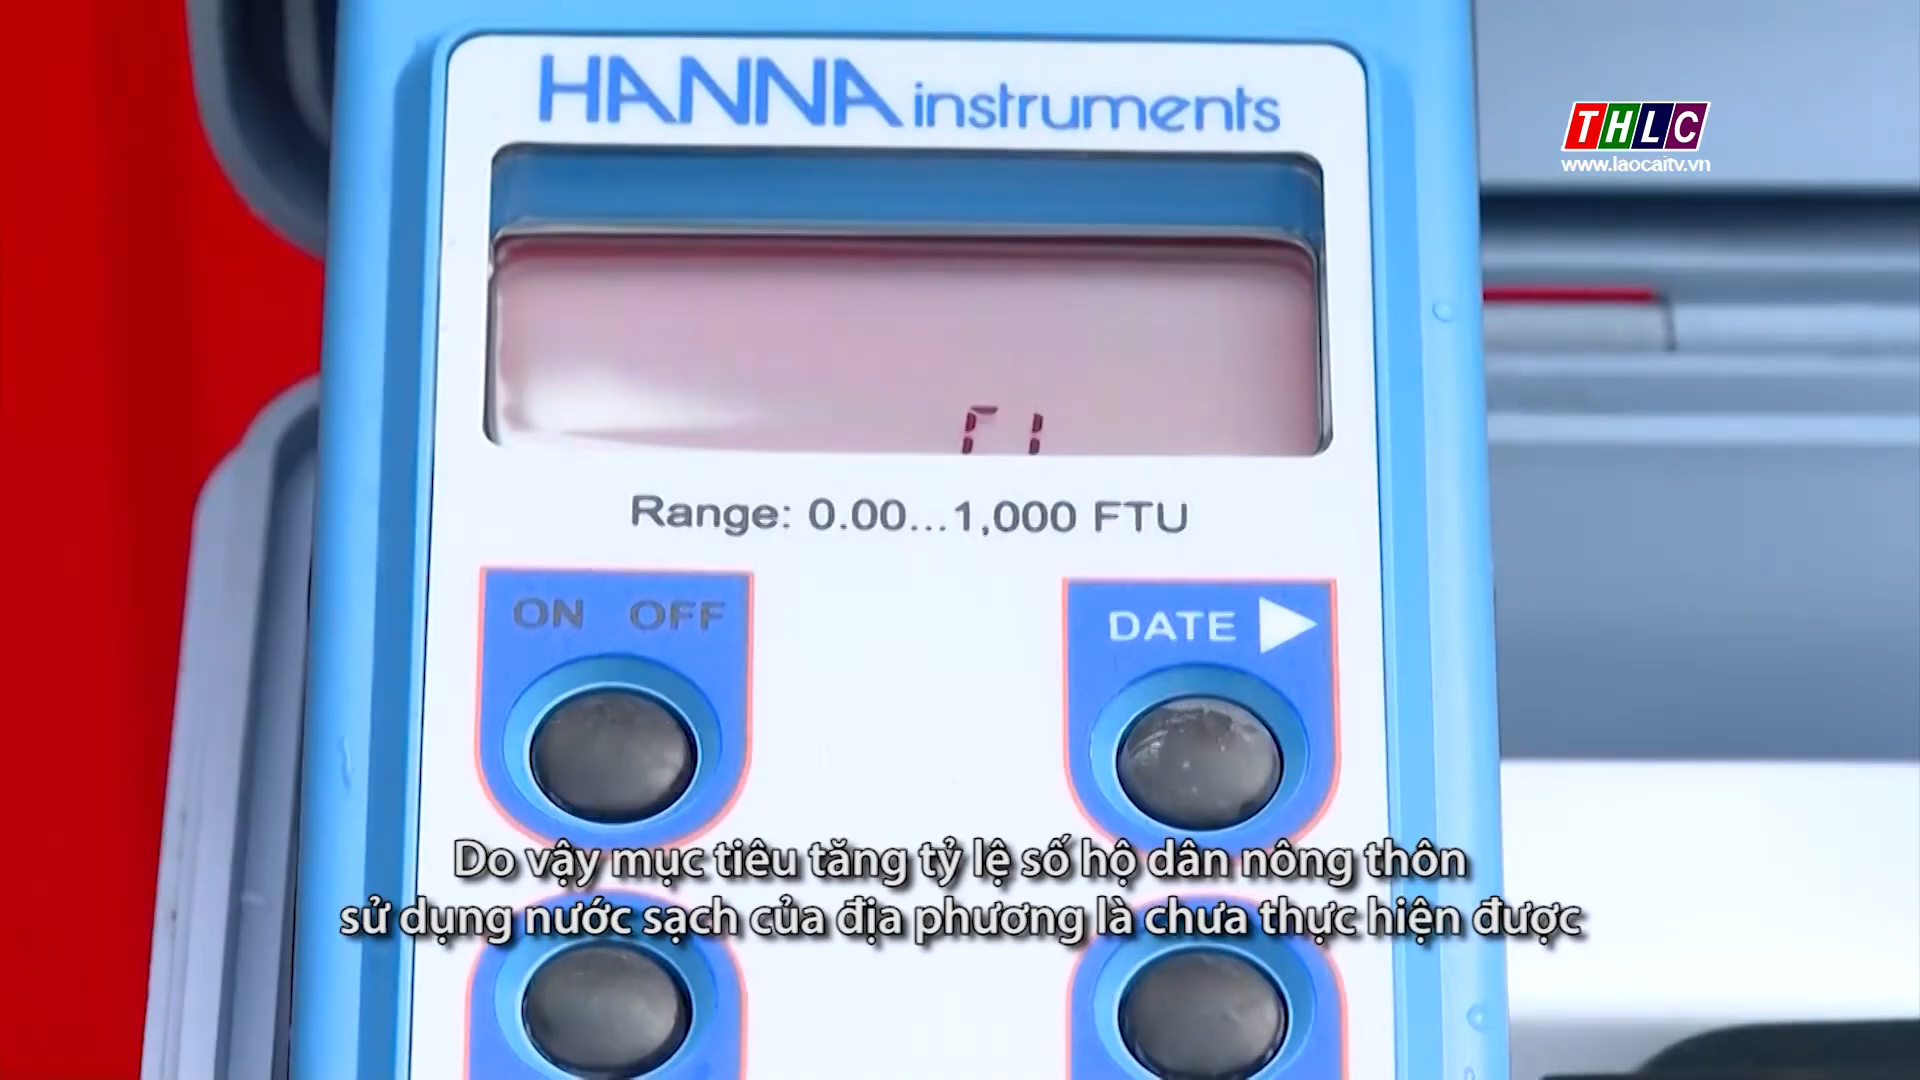 HANNA instruments
THLC
www.laocaitv.vn
Range: 0.00...1,000 FTU
ON OFF
DATE
Do vậy mục tiêu tăng tỷ lệ số hộ dân nông thôn
sử dụng nước sạch của địa phương là chưa thực hiện được